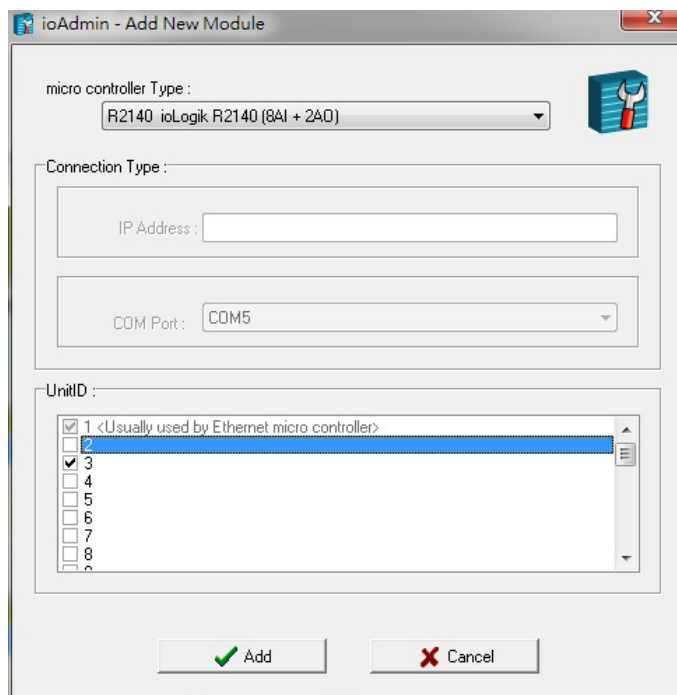 ioAdmin - Add New Module
micro controller Type :
R2140 ioLogik R2140 (8AI + 2AO)
Connection Type :
IP Address :
COM Port : COM5
UnitID :
1 <Usually used by Ethernet micro controller>
2
3
4
5
6
7
8
Add Cancel